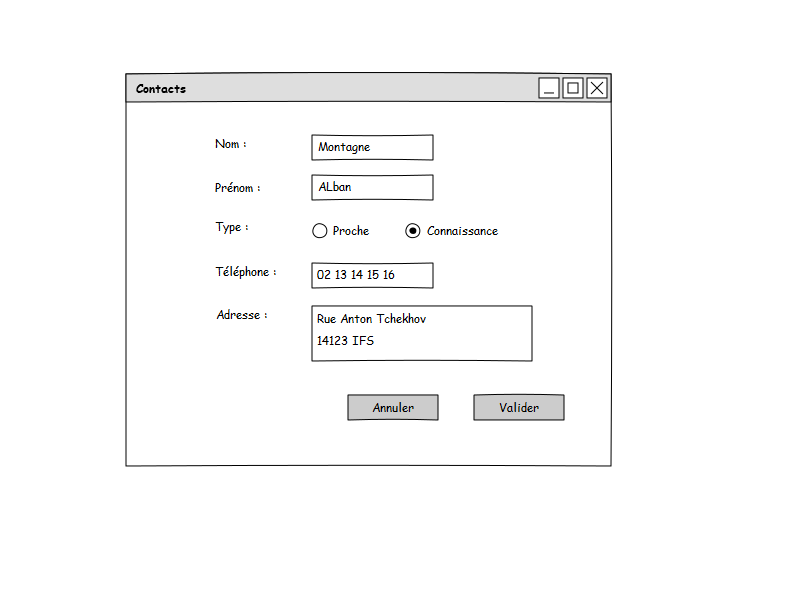 Contacts
Nom : Montagne
Prénom : ALban
Type : Proche Connaissance
Téléphone : 02 13 14 15 16
Adresse : Rue Anton Tchekhov
14123 IFS
Annuler Valider